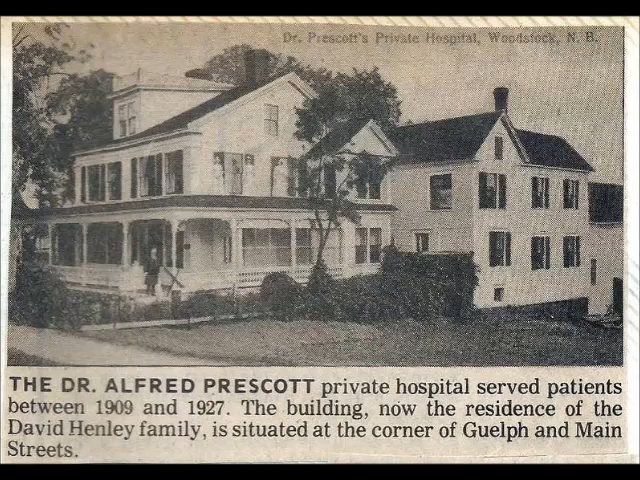 Dr. Prescott's Private Hospital, Woodstock, N. B.
THE DR. ALFRED PRESCOTT private hospital served patients
between 1909 and 1927. The building, now the residence of the
David Henley family, is situated at the corner of Guelph and Main
Streets.